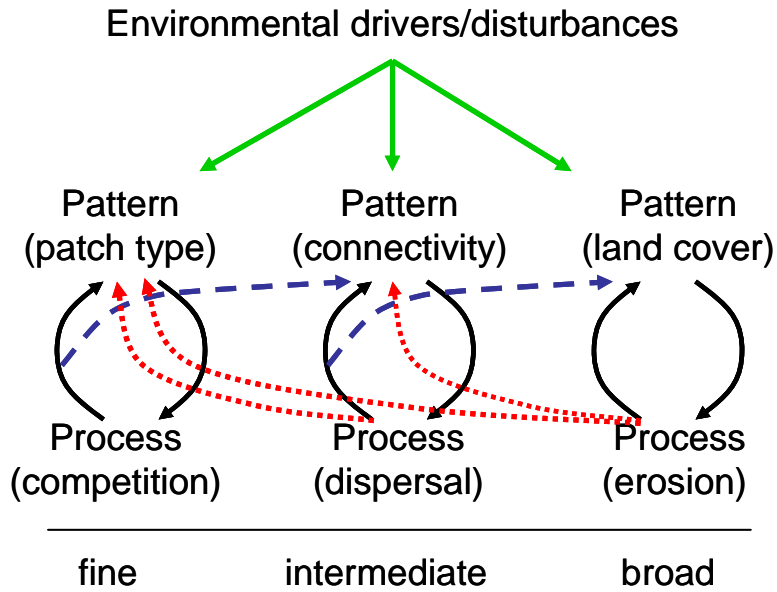 Environmental drivers/disturbances
Pattern
(patch type)
Pattern
(connectivity)
Pattern
(land cover)
Process
(competition)
Process
(dispersal)
Process
(erosion)
fine
intermediate
broad